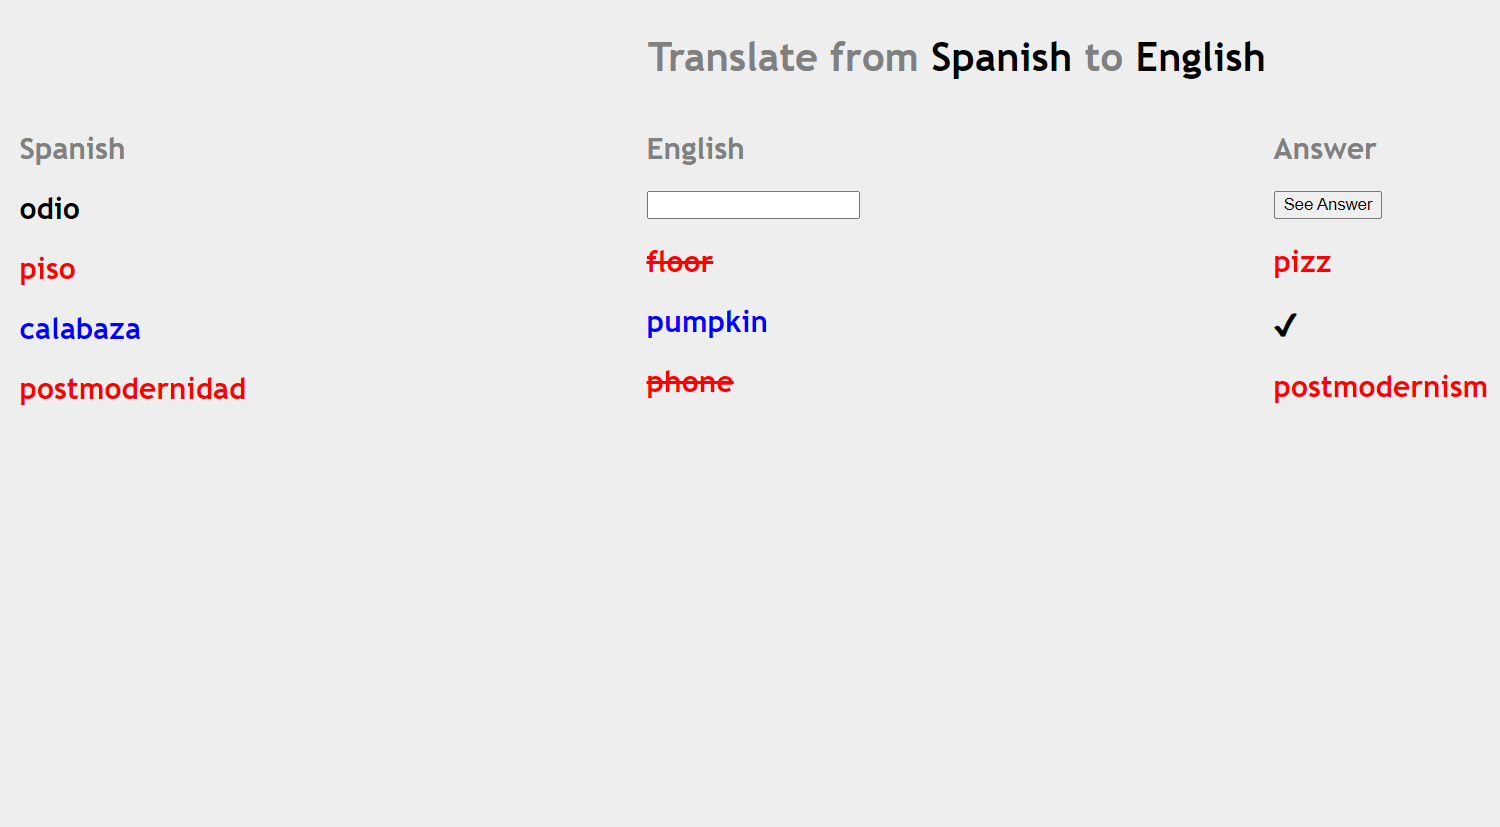 Translate from Spanish to English
Spanish English Answer
odio See Answer
piso floor pizz
calabaza pumpkin ✔
postmodernidad phone postmodernism